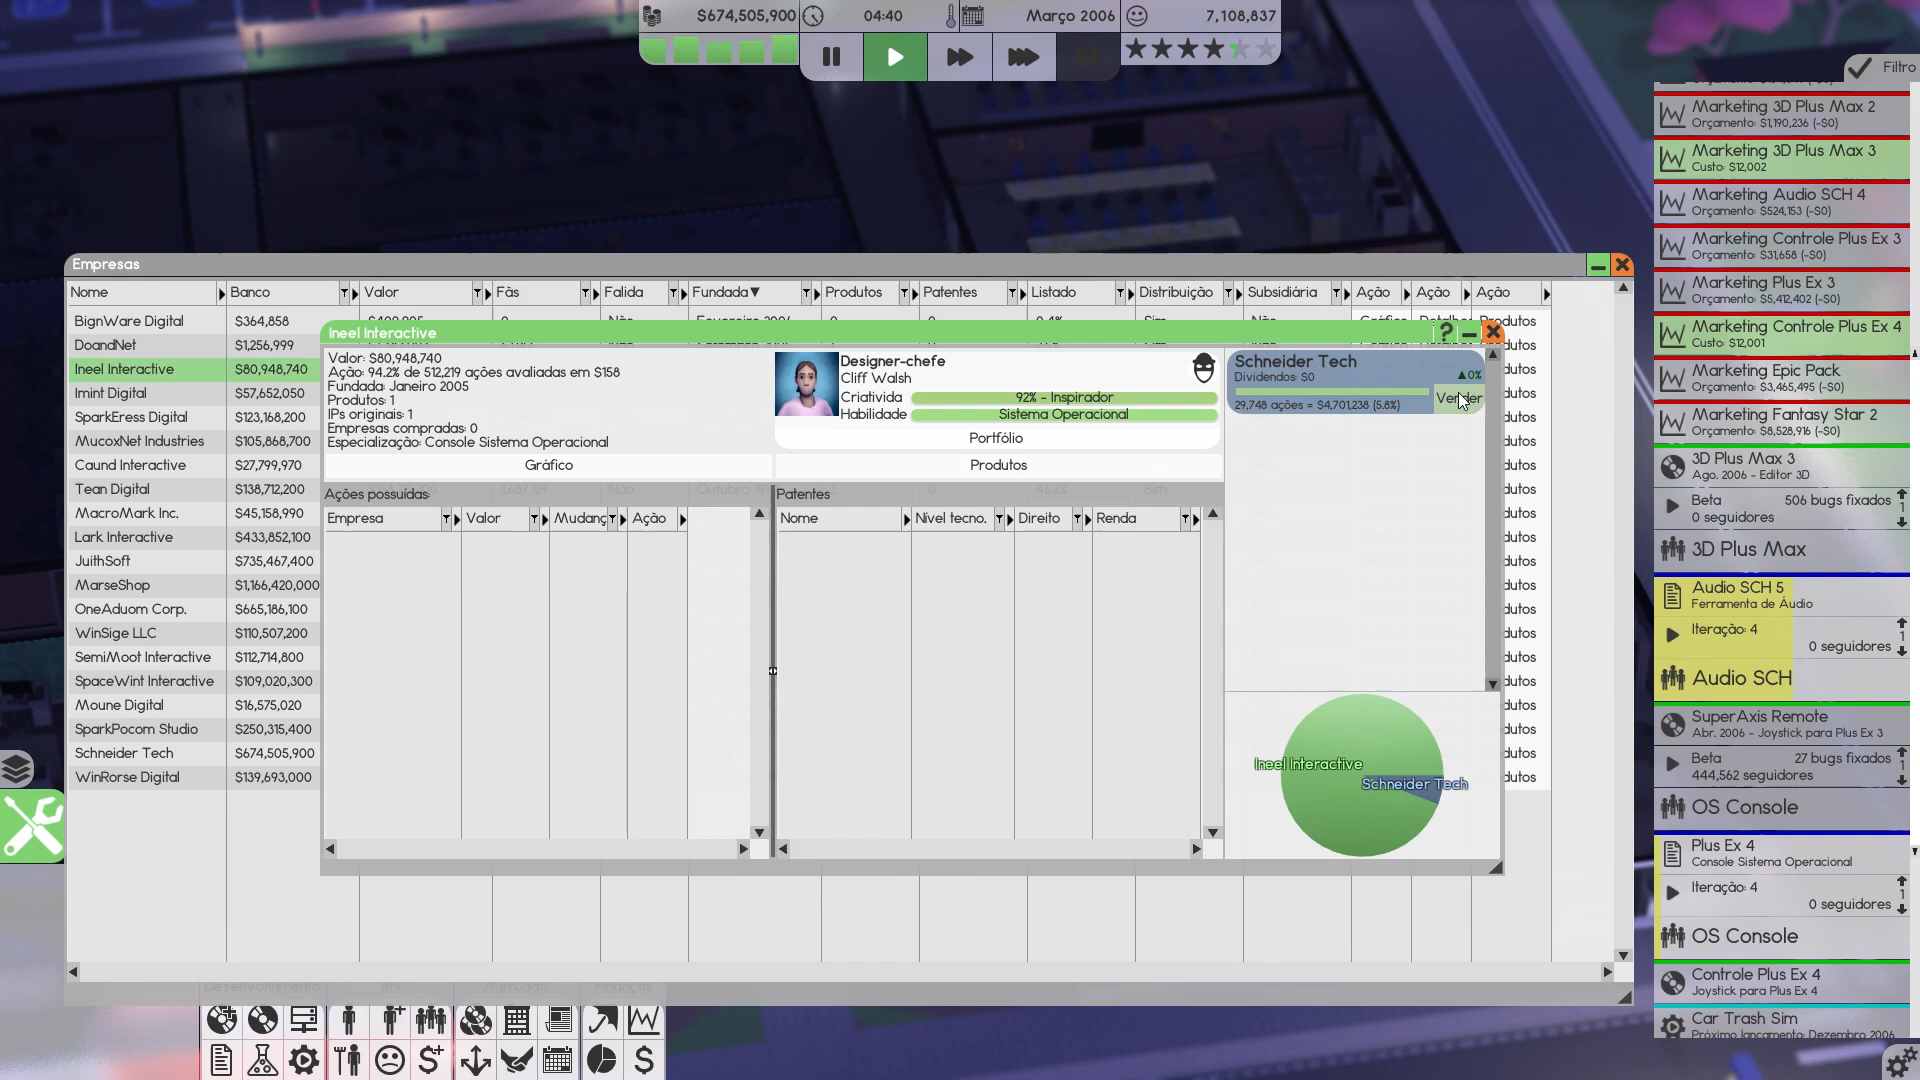 $674,505,900
04:40
Março 2006
7,108,837
Filtro
Marketing 3D Plus Max 2
Orçamento: $1,190,236 (-$0)
Marketing 3D Plus Max 3
Custo: $12,002
Marketing Audio SCH 4
Orçamento: $524,153 (-$0)
Marketing Controle Plus Ex 3
Orçamento: $31,658 (-$0)
Marketing Plus Ex 3
Orçamento: $5,412,402 (-$0)
Marketing Controle Plus Ex 4
Custo: $12,001
Marketing Epic Pack
Orçamento: $3,465,495 (-$0)
Marketing Fantasy Star 2
Orçamento: $8,528,916 (-$0)
3D Plus Max 3
Ago. 2006 - Editor 3D
Beta 506 bugs fixados
0 seguidores
1
3D Plus Max
Audio SCH 5
Ferramenta de Áudio
Iteração: 4
0 seguidores
1
Audio SCH
SuperAxis Remote
Abr. 2006 - Joystick para Plus Ex 3
Beta 27 bugs fixados
444,562 seguidores
1
OS Console
Plus Ex 4
Console Sistema Operacional
Iteração: 4
0 seguidores
1
OS Console
Controle Plus Ex 4
Joystick para Plus Ex 4
Car Trash Sim
Próximo lançamento: Dezembro 2006
Empresas
Nome Banco Valor Fãs Falida Fundada▼ Produtos Patentes Listado Distribuição Subsidiária Ação Ação Ação
BignWare Digital $364,858
DoandNet $1,256,999
Ineel Interactive $80,948,740
Imint Digital $57,652,050
SparkEress Digital $123,168,200
MucoxNet Industries $105,868,700
Caund Interactive $27,799,970
Tean Digital $138,712,200
MacroMark Inc. $45,158,990
Lark Interactive $433,852,100
JuithSoft $735,467,400
MarseShop $1,166,420,000
OneAduom Corp. $665,186,100
WinSige LLC $110,507,200
SemiMoot Interactive $112,714,800
SpaceWint Interactive $109,020,300
Moune Digital $16,575,020
SparkPocom Studio $250,315,400
Schneider Tech $674,505,900
WinRorse Digital $139,693,000
Ineel Interactive
?
Valor: $80,948,740
Ação: 94.2% de 512,219 ações avaliadas em $158
Fundada: Janeiro 2005
Produtos: 1
IPs originais: 1
Empresas compradas: 0
Especialização: Console Sistema Operacional
Gráfico
Designer-chefe
Cliff Walsh
Criativida 92% - Inspirador
Habilidade Sistema Operacional
Portfólio
Produtos
Schneider Tech
Dividendos: $0
▲0%
29,748 ações = $4,701,238 (5.8%)
Vender
Ações possuídas:
Empresa Valor Mudanç Ação
Patentes
Nome Nível tecno. Direito Renda
Ineel Interactive
Schneider Tech
Desenvolvimento RH Mercado Finanças